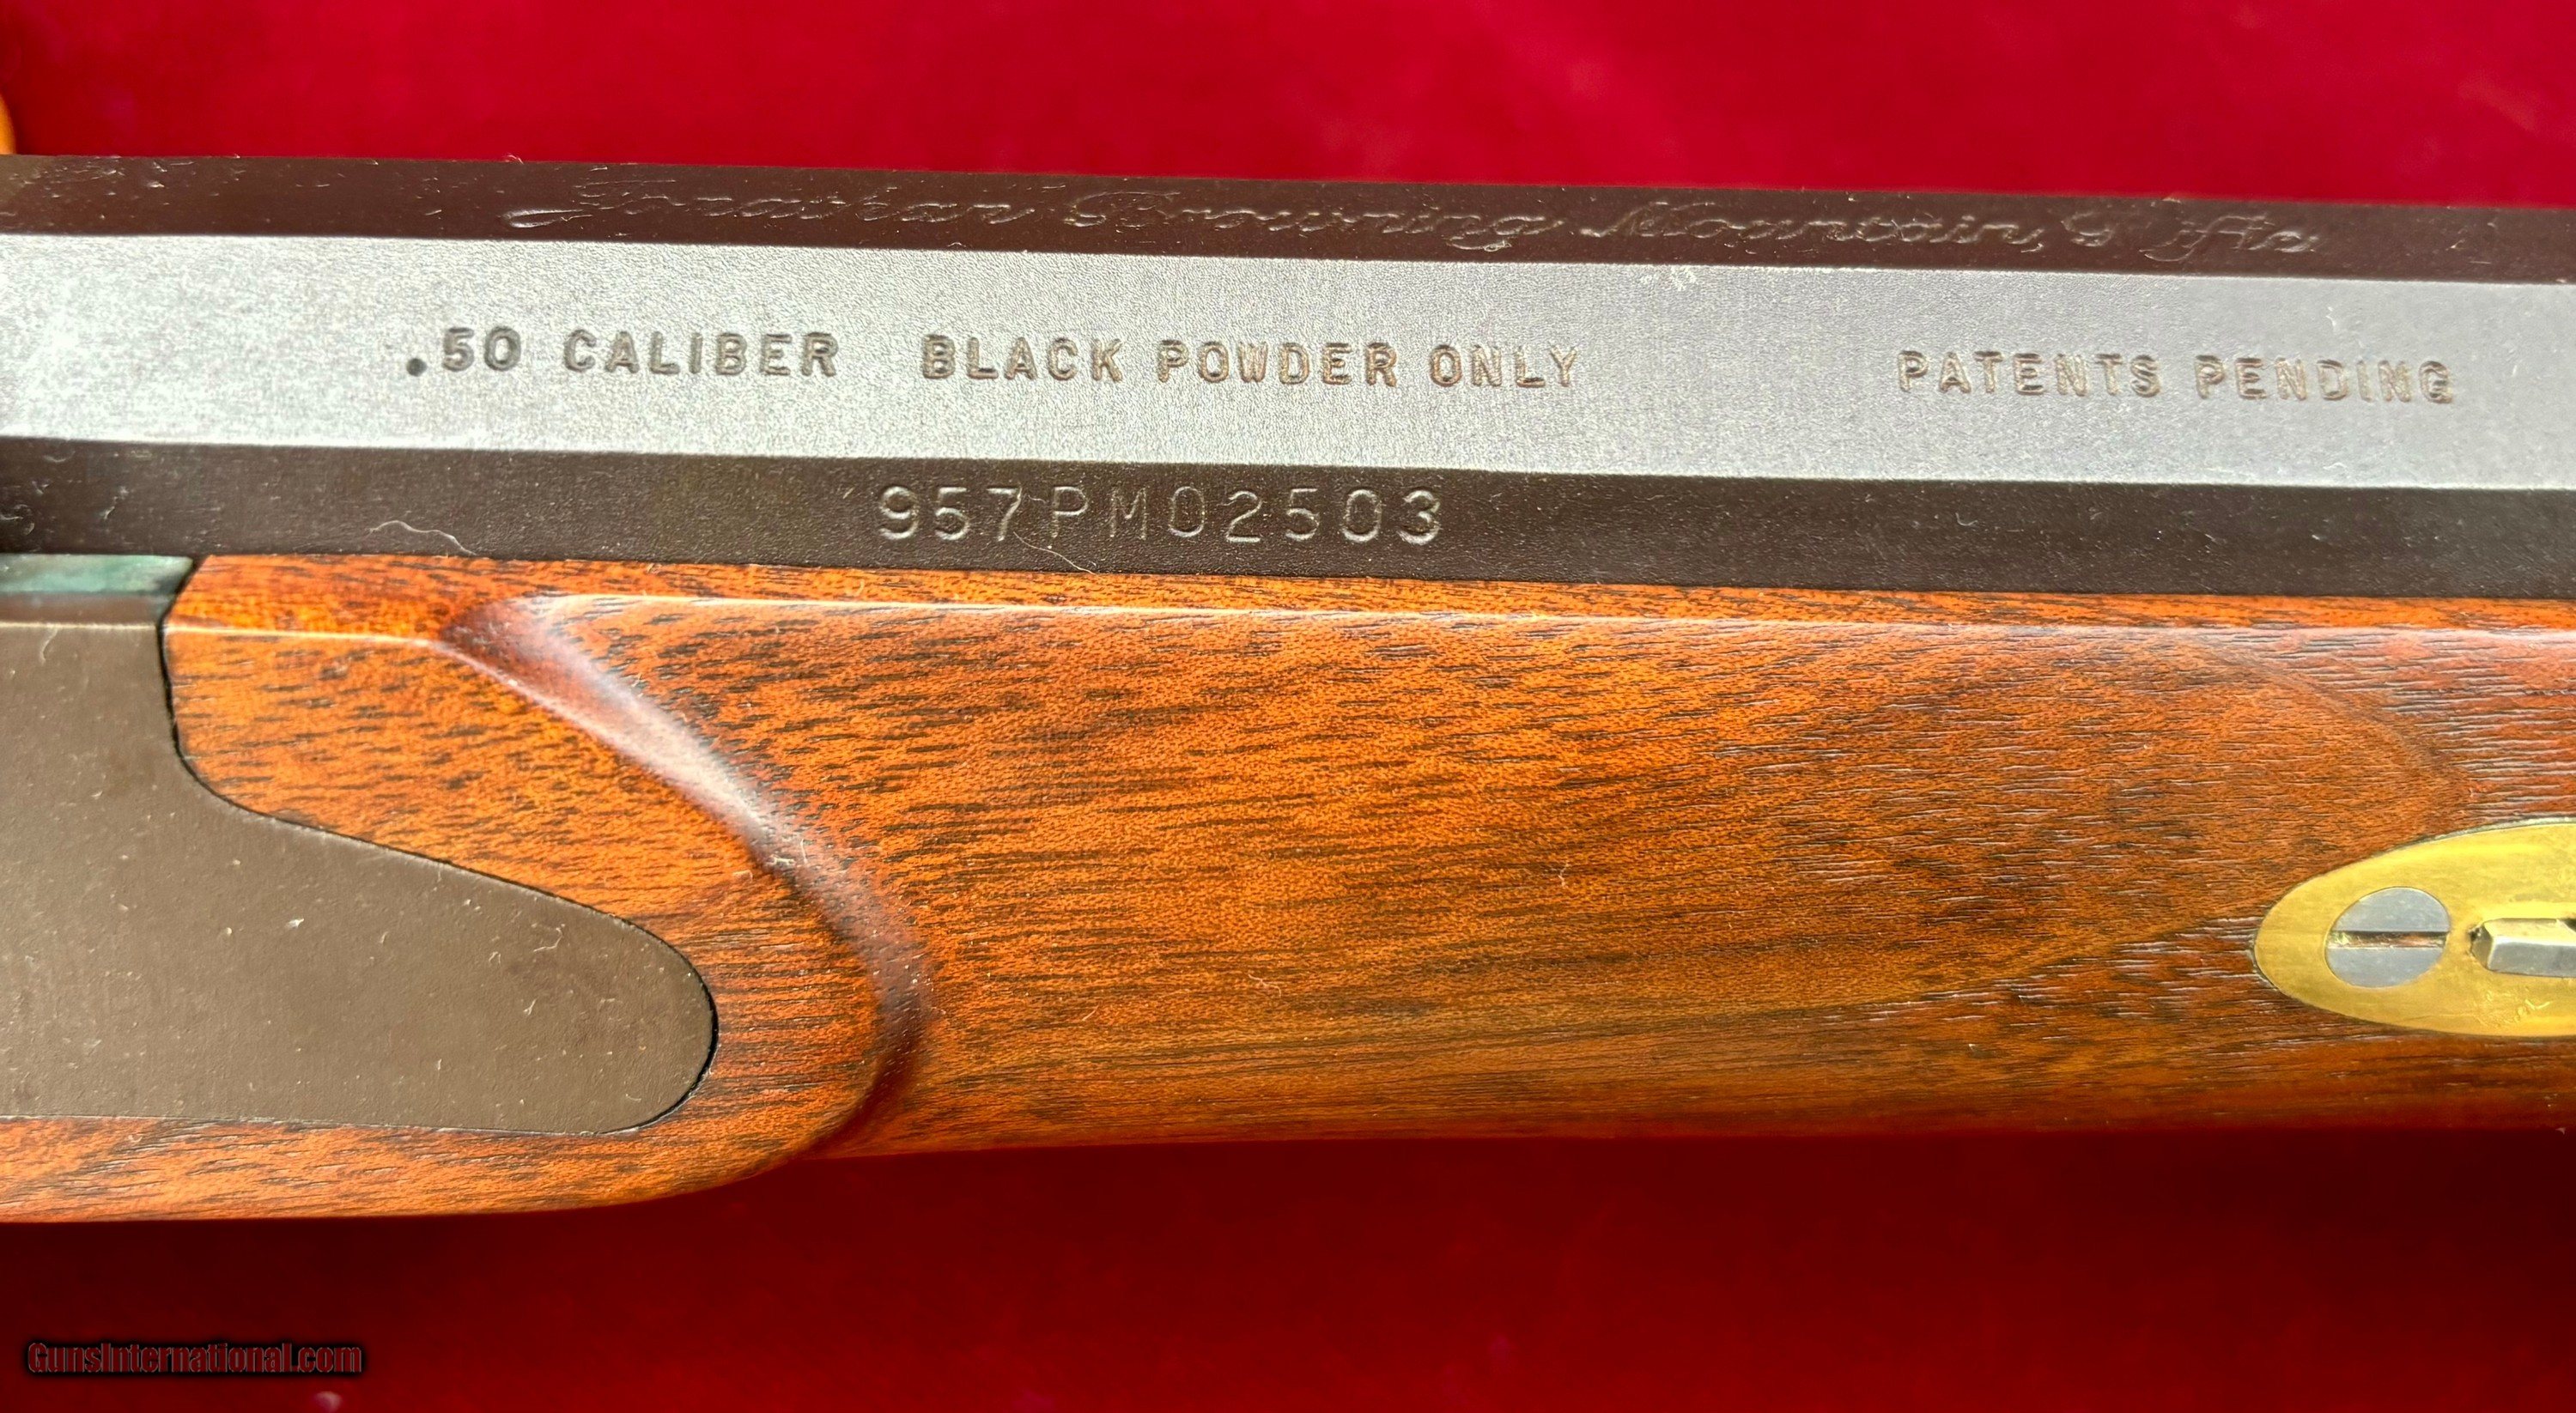 Jonathan Browning Mountain Rifle
.50 CALIBER BLACK POWDER ONLY PATENTS PENDING
957PM02503
GunsInternational.com